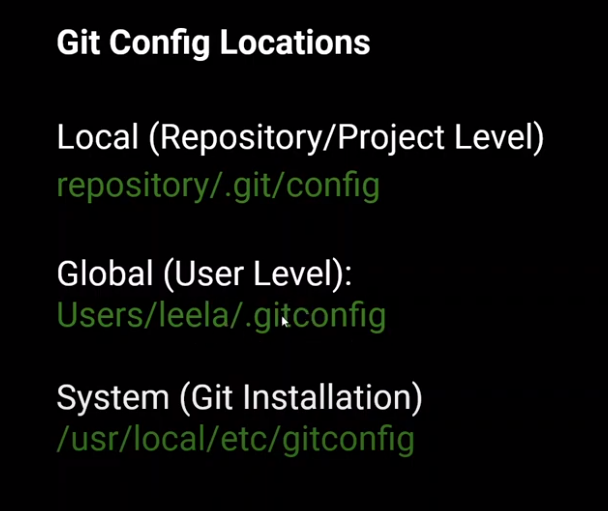 Git Config Locations
Local (Repository/Project Level)
repository/.git/config
Global (User Level):
Users/leela/.gitconfig
System (Git Installation)
/usr/local/etc/gitconfig